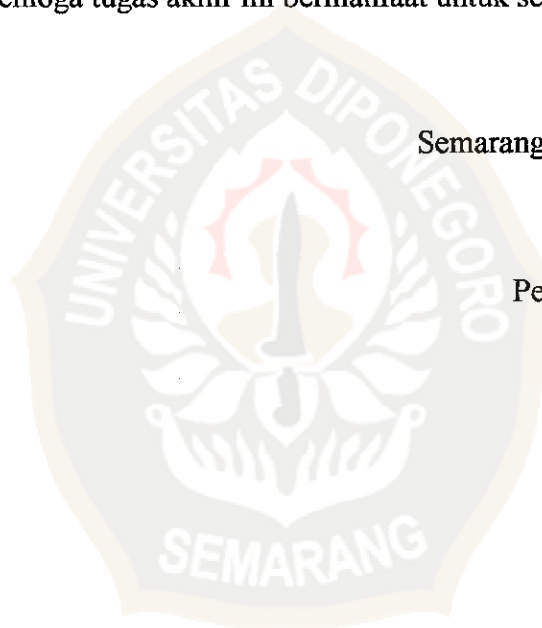 emoga tugas akhir ini bermanfaat untuk se
UNIVERSITAS DIPONEGORO
Semarang
Pe
SEMARANG